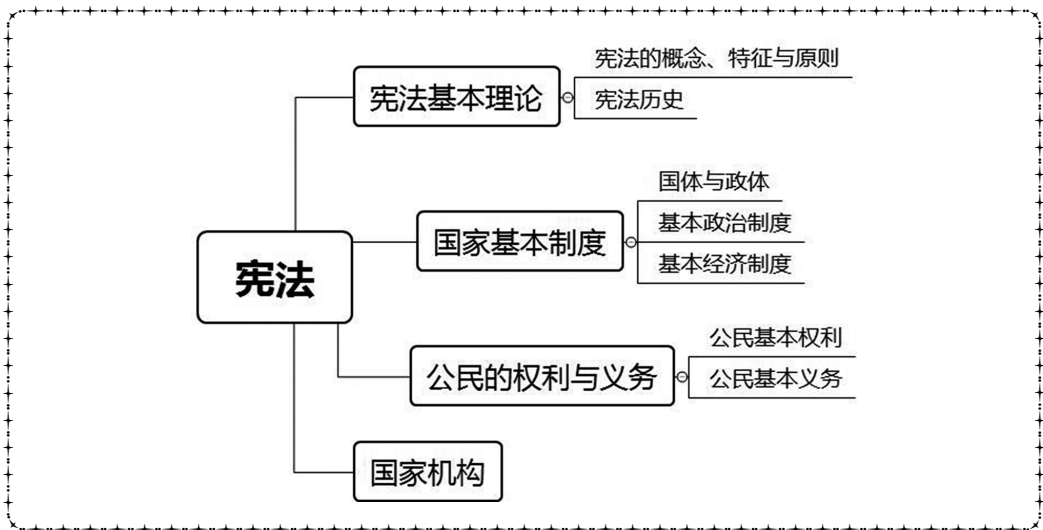 宪法
宪法基本理论
宪法的概念、特征与原则
宪法历史
国家基本制度
国体与政体
基本政治制度
基本经济制度
公民的权利与义务
公民基本权利
公民基本义务
国家机构